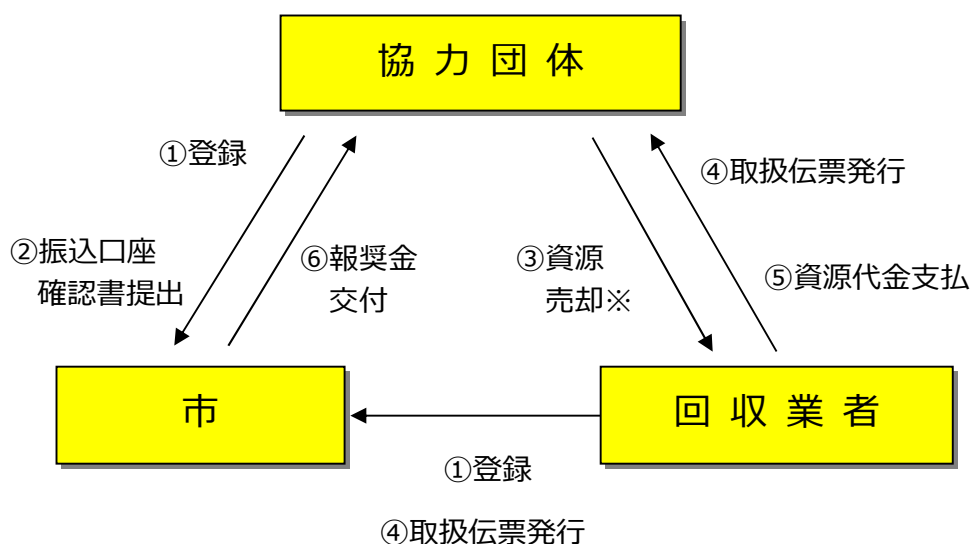 協力団体
①登録
④取扱伝票発行
②振込口座
確認書提出
⑥報奨金
交付
③資源
売却※
⑤資源代金支払
市
回収業者
①登録
④取扱伝票発行